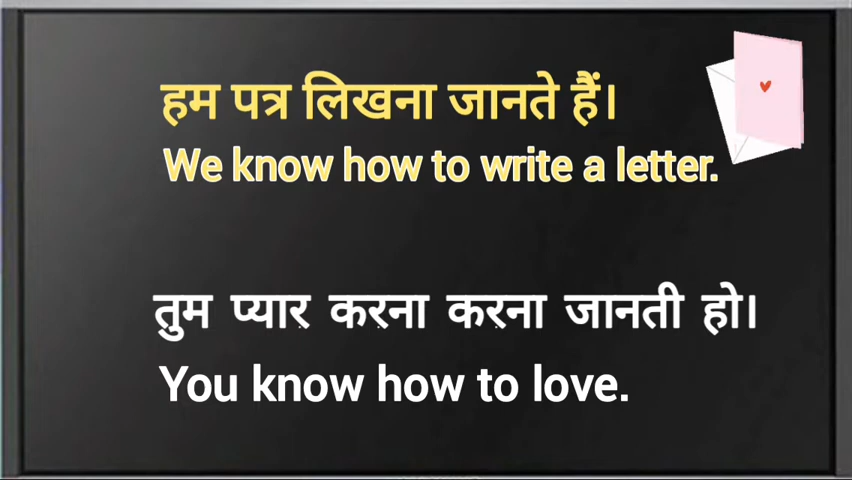 हम पत्र लिखना जानते हैं।
We know how to write a letter.
तुम प्यार करना करना जानती हो।
You know how to love.